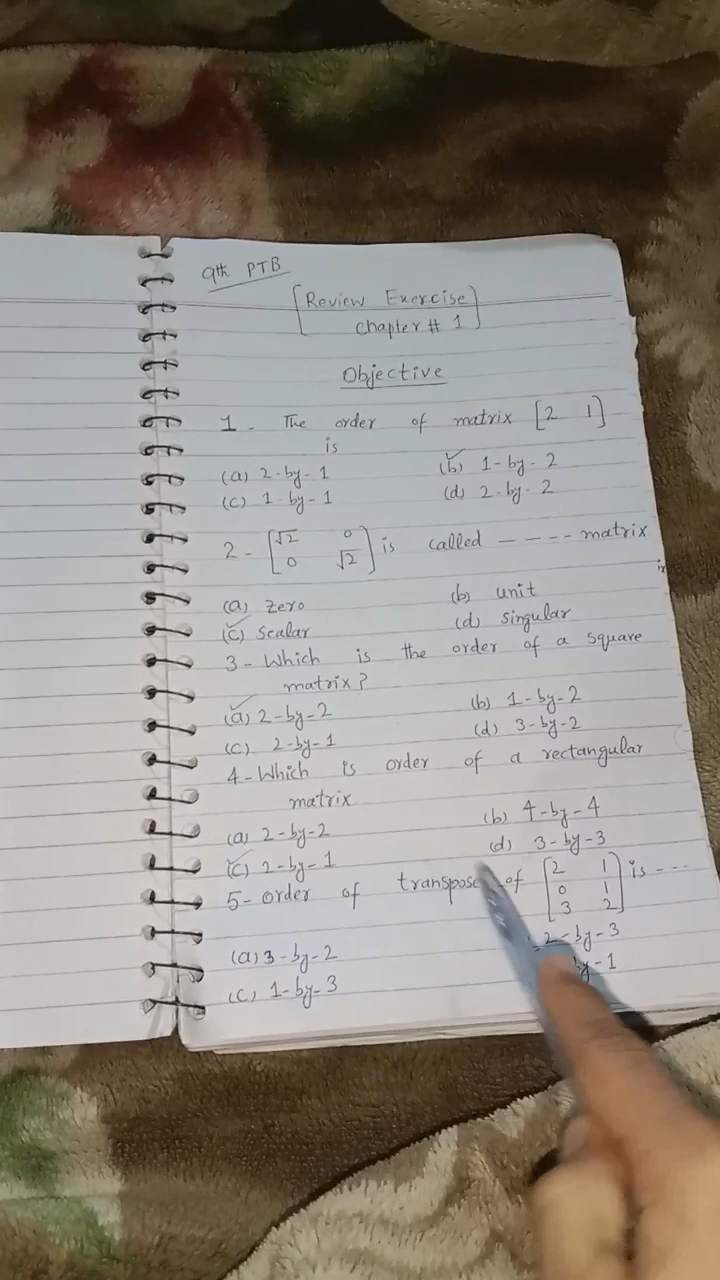 9th PTB
[Review Exercise
Chapter # 1]
Objective
1 - The order of matrix [2 1]
is
(a) 2-by-1 (b) 1-by-2
(c) 1-by-1 (d) 2-by-2
2 - [√2 0
0 √2] is called ---- matrix
(a) Zero (b) unit
(c) Scalar (d) singular
3 - Which is the order of a square
matrix?
(a) 2-by-2 (b) 1-by-2
(c) 2-by-1 (d) 3-by-2
4 - Which is order of a rectangular
matrix
(a) 2-by-2 (b) 4-by-4
(c) 2-by-1 (d) 3-by-3
5 - order of transpose of [2 1
0 1
3 2] is ---
(a) 3-by-2 2-by-3
(c) 1-by-3 by-1